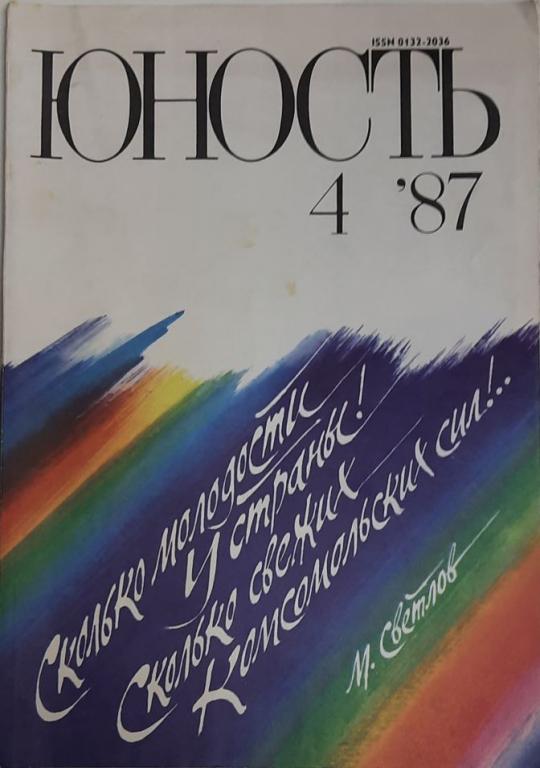 ISSN 0132-2036
ЮНОСТЬ
4 '87
Сколько молодости
У страны!
Сколько свежих
Комсомольских сил!..
М. Светлов